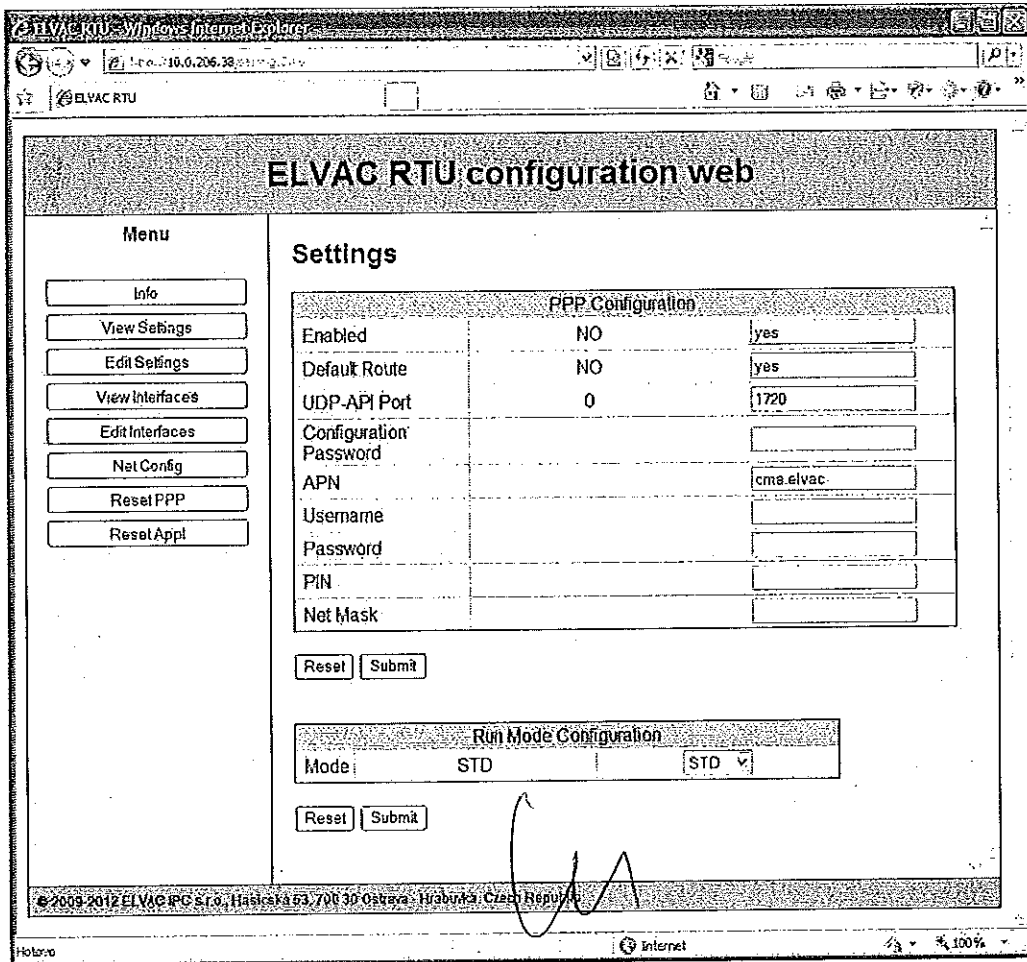 ELVAC RTU - Windows Internet Explorer
10.0.206.38
ELVAC RTU
ELVAC RTU configuration web
Menu
Info
View Settings
Edit Settings
View Interfaces
Edit Interfaces
Net Config
Reset PPP
Reset Appl
Settings
PPP Configuration
Enabled NO yes
Default Route NO yes
UDP-API Port 0 1720
Configuration Password
APN cma.elvac
Username
Password
PIN
Net Mask
Reset Submit
Run Mode Configuration
Mode STD STD
Reset Submit
© 2009-2012 ELVAC IPC s.r.o., Hasičská 53, 700 30 Ostrava - Hrabůvka, Czech
Hotovo Internet 100%